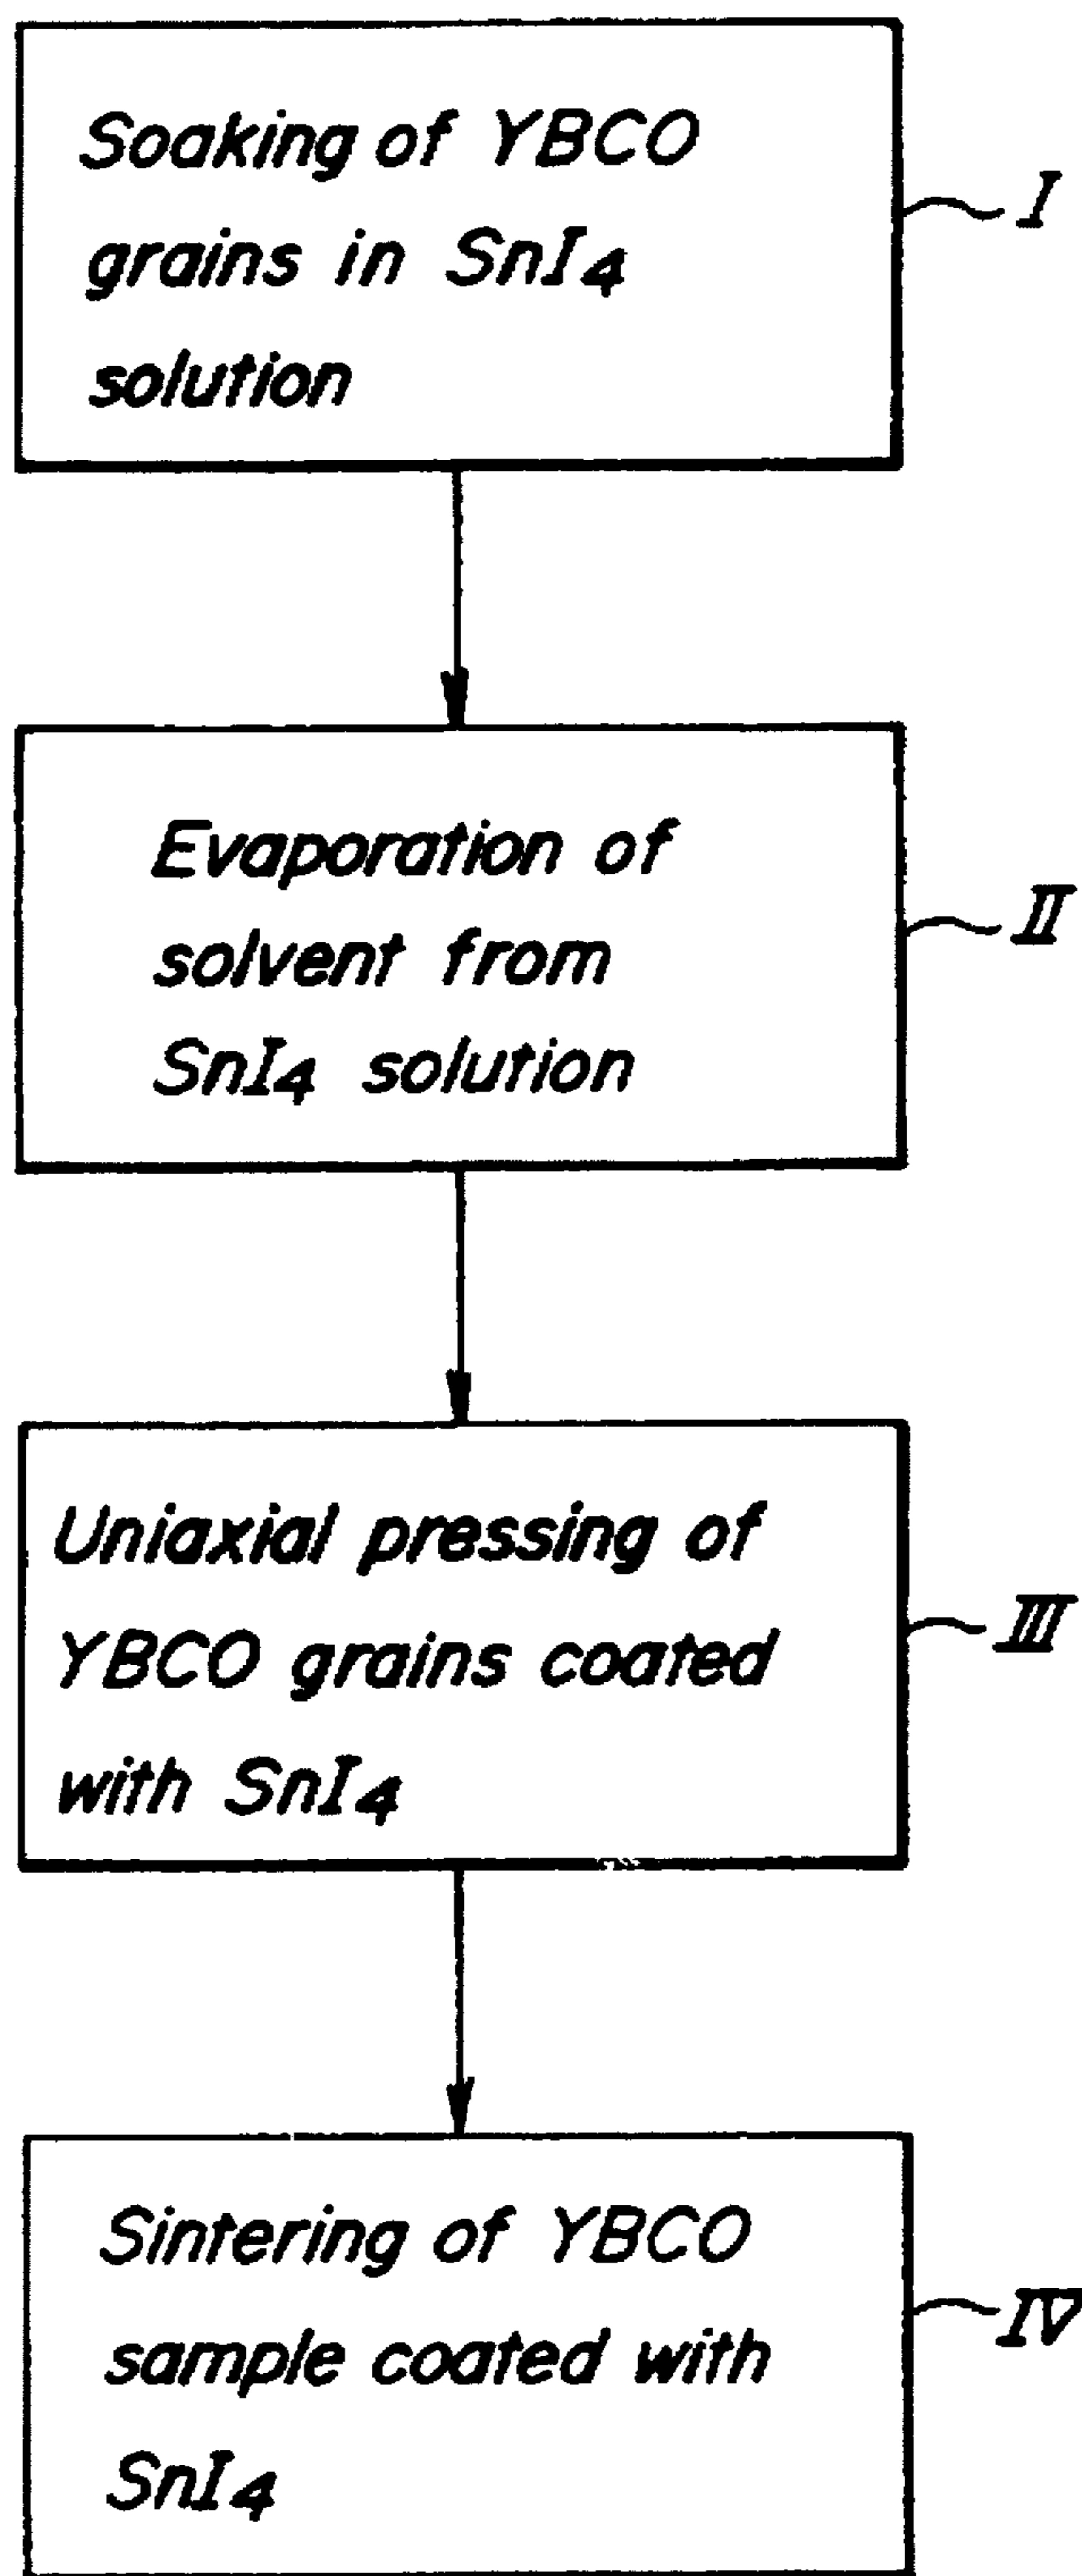 Soaking of YBCO
grains in SnI₄
solution
I
Evaporation of
solvent from
SnI₄ solution
II
Uniaxial pressing of
YBCO grains coated
with SnI₄
III
Sintering of YBCO
sample coated with
SnI₄
IV